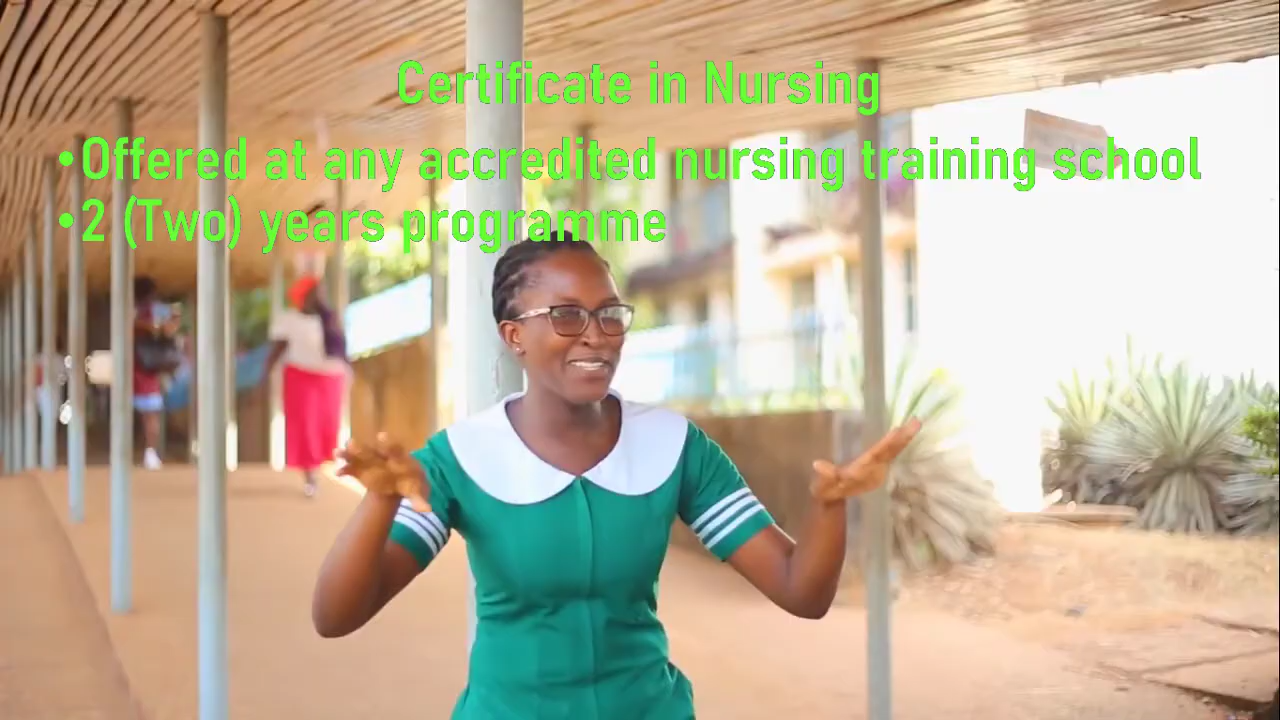 Certificate in Nursing
•Offered at any accredited nursing training school
•2 (Two) years programme